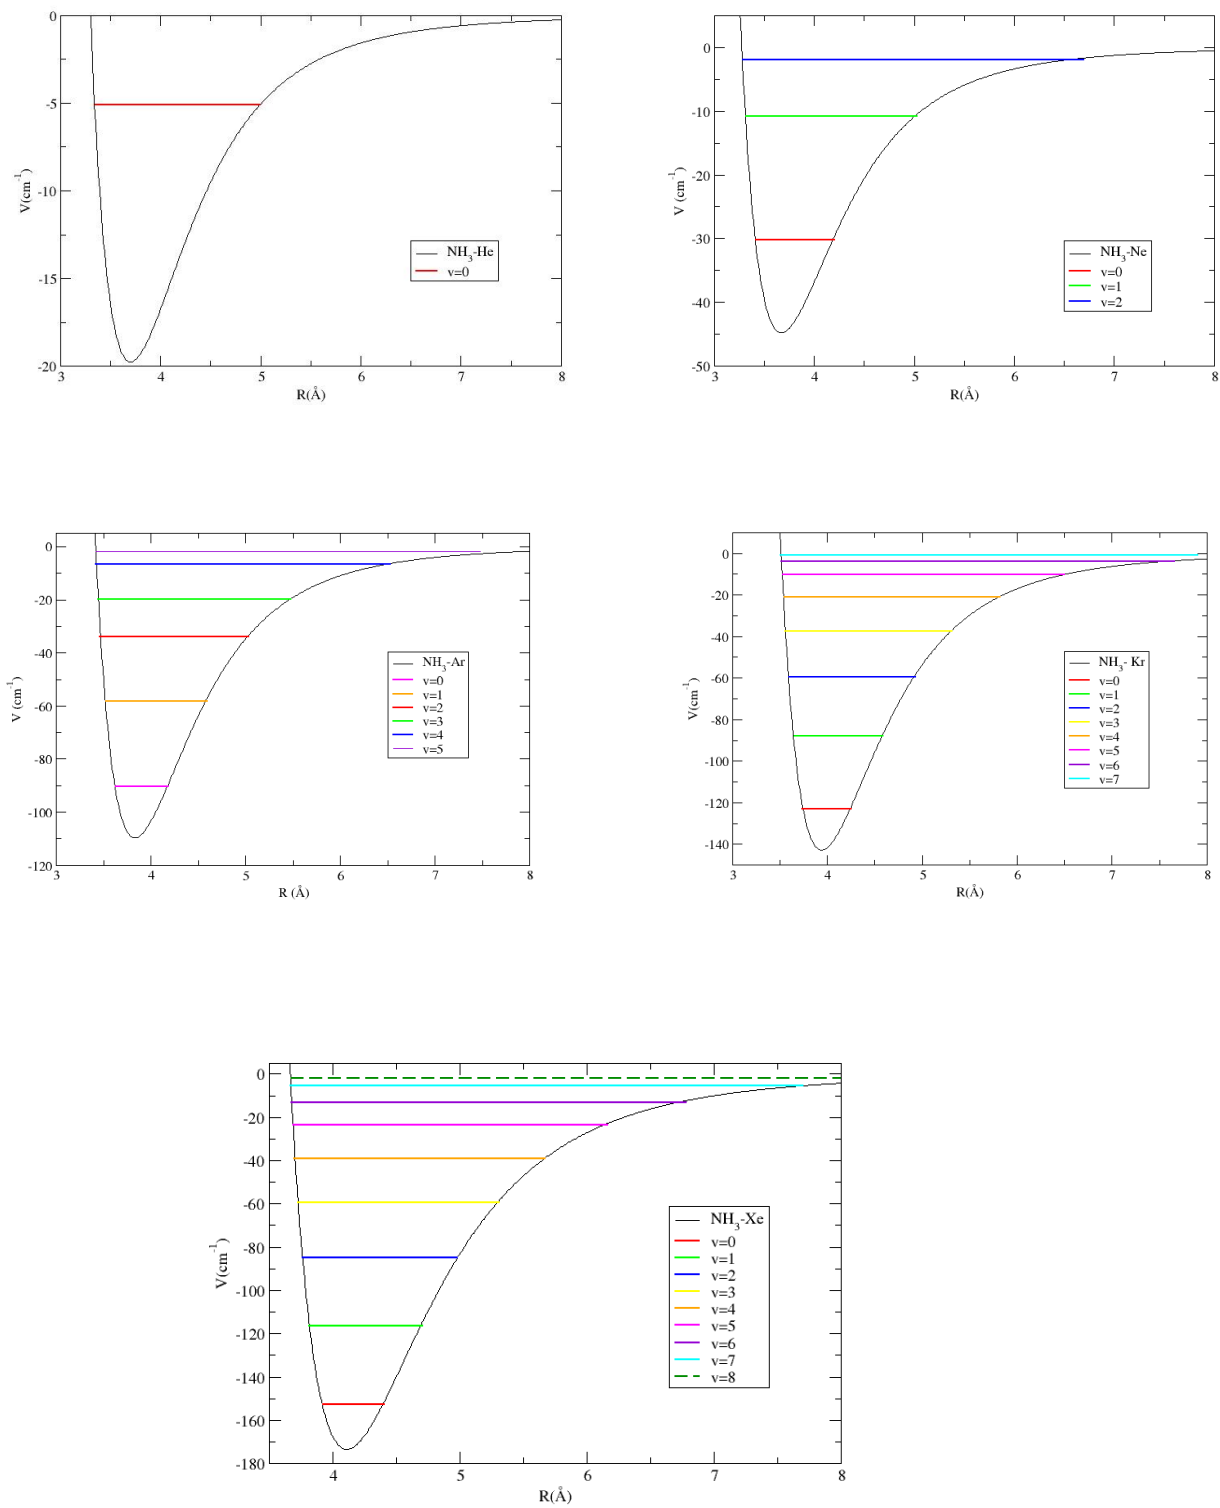 0
-5
-10
-15
-20
V(cm-1)
3 4 5 6 7 8
R(Å)
NH3-He
v=0
0
-10
-20
-30
-40
-50
V (cm-1)
3 4 5 6 7 8
R(Å)
NH3-Ne
v=0
v=1
v=2
0
-20
-40
-60
-80
-100
-120
V (cm-1)
3 4 5 6 7 8
R (Å)
NH3-Ar
v=0
v=1
v=2
v=3
v=4
v=5
0
-20
-40
-60
-80
-100
-120
-140
V (cm-1)
3 4 5 6 7 8
R(Å)
NH3- Kr
v=0
v=1
v=2
v=3
v=4
v=5
v=6
v=7
0
-20
-40
-60
-80
-100
-120
-140
-160
-180
V(cm-1)
4 5 6 7 8
R(Å)
NH3-Xe
v=0
v=1
v=2
v=3
v=4
v=5
v=6
v=7
v=8